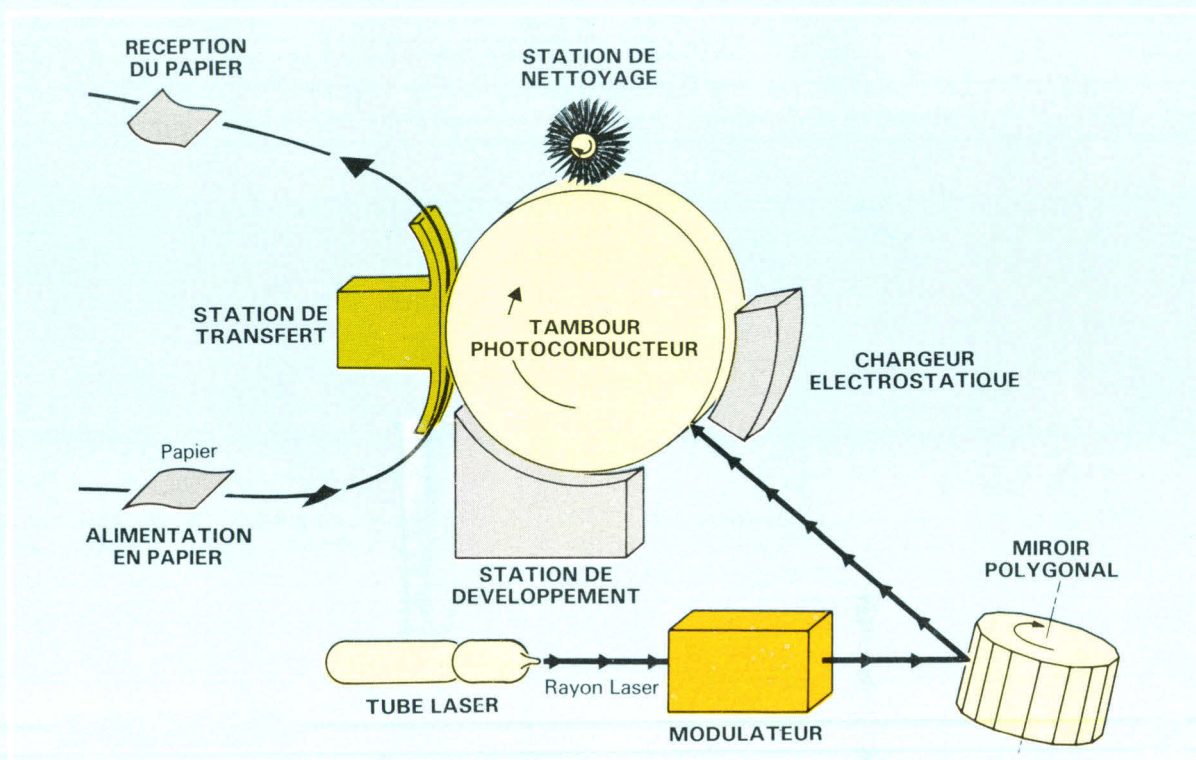 RECEPTION
DU PAPIER
STATION DE
NETTOYAGE
STATION DE
TRANSFERT
TAMBOUR
PHOTOCONDUCTEUR
CHARGEUR
ELECTROSTATIQUE
Papier
ALIMENTATION
EN PAPIER
STATION DE
DEVELOPPEMENT
MIROIR
POLYGONAL
Rayon Laser
TUBE LASER
MODULATEUR